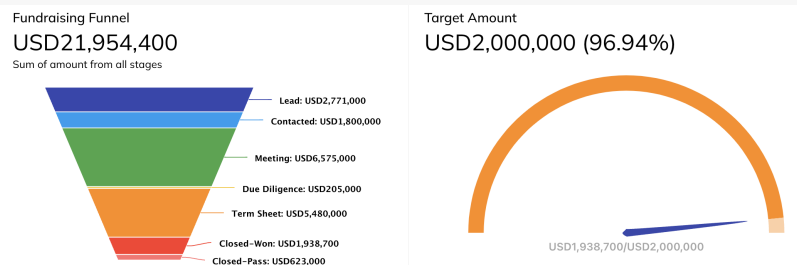 Fundraising Funnel
USD21,954,400
Sum of amount from all stages
Lead: USD2,771,000
Contacted: USD1,800,000
Meeting: USD6,575,000
Due Diligence: USD205,000
Term Sheet: USD5,480,000
Closed-Won: USD1,938,700
Closed-Pass: USD623,000
Target Amount
USD2,000,000 (96.94%)
USD1,938,700/USD2,000,000